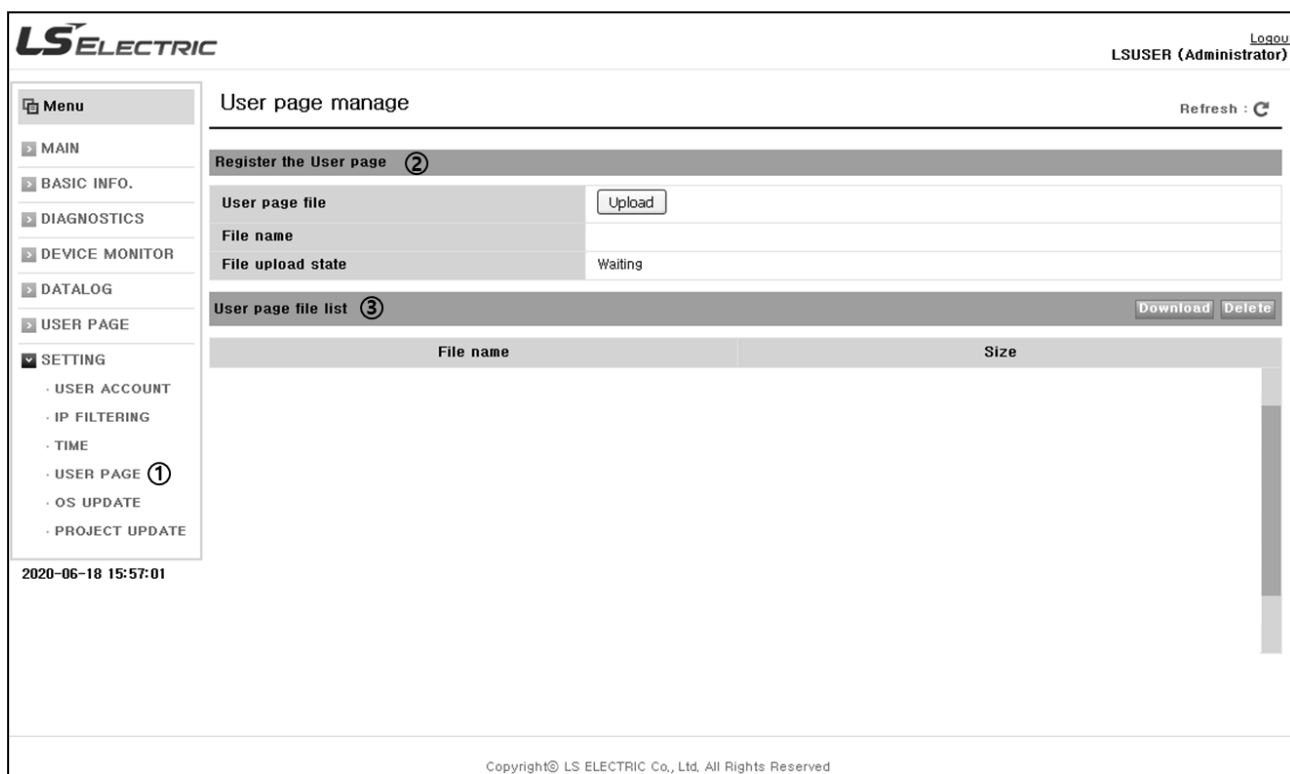 LS ELECTRIC
Logou
LSUSER (Administrator)
Menu
User page manage
Refresh :
MAIN
Register the User page ②
BASIC INFO.
User page file Upload
DIAGNOSTICS
File name
DEVICE MONITOR
File upload state Waiting
DATALOG
User page file list ③ Download Delete
USER PAGE
File name Size
SETTING
· USER ACCOUNT
· IP FILTERING
· TIME
· USER PAGE ①
· OS UPDATE
· PROJECT UPDATE
2020-06-18 15:57:01
Copyright© LS ELECTRIC Co,, Ltd, All Rights Reserved